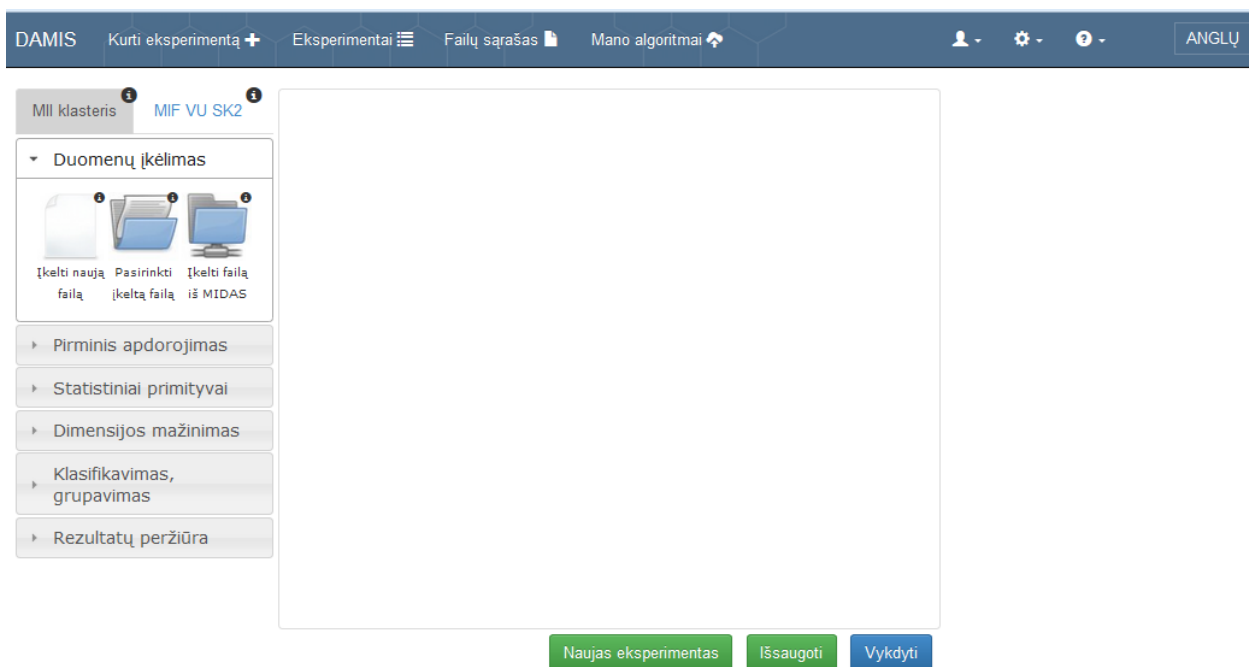 DAMIS Kurti eksperimentą Eksperimentai Failų sąrašas Mano algoritmai ANGLŲ
MII klasteris MIF VU SK2
Duomenų įkėlimas
Įkelti naują Pasirinkti Įkelti failą
failą įkeltą failą iš MIDAS
Pirminis apdorojimas
Statistiniai primityvai
Dimensijos mažinimas
Klasifikavimas,
grupavimas
Rezultatų peržiūra
Naujas eksperimentas Išsaugoti Vykdyti